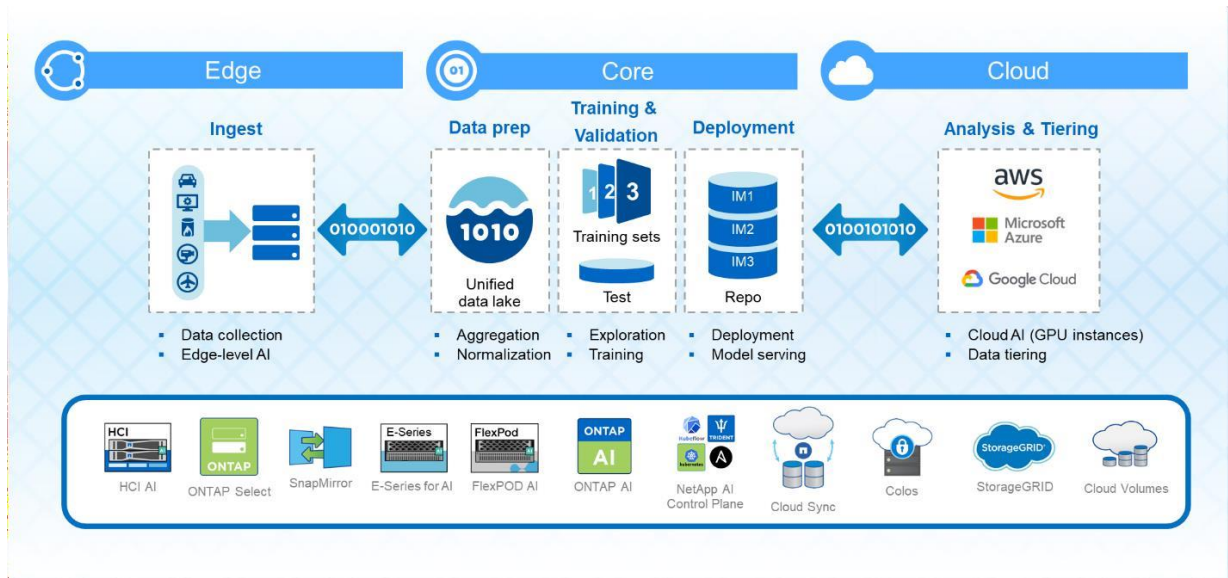 Edge
01
Core
Cloud
Ingest
Data prep
Training &
Validation
Deployment
Analysis & Tiering
010001010
1010
Unified
data lake
1 2 3
Training sets
Test
IM1
IM2
IM3
Repo
0100101010
aws
Microsoft
Azure
Google Cloud
▪ Data collection
▪ Edge-level AI
▪ Aggregation
▪ Normalization
▪ Exploration
▪ Training
▪ Deployment
▪ Model serving
▪ Cloud AI (GPU instances)
▪ Data tiering
HCI
HCI AI
ONTAP
ONTAP Select
SnapMirror
E-Series
E-Series for AI
FlexPod
FlexPOD AI
ONTAP
AI
ONTAP AI
Kubeflow
TRIDENT
kubernetes
NetApp AI
Control Plane
Cloud Sync
Colos
StorageGRID
StorageGRID
Cloud Volumes